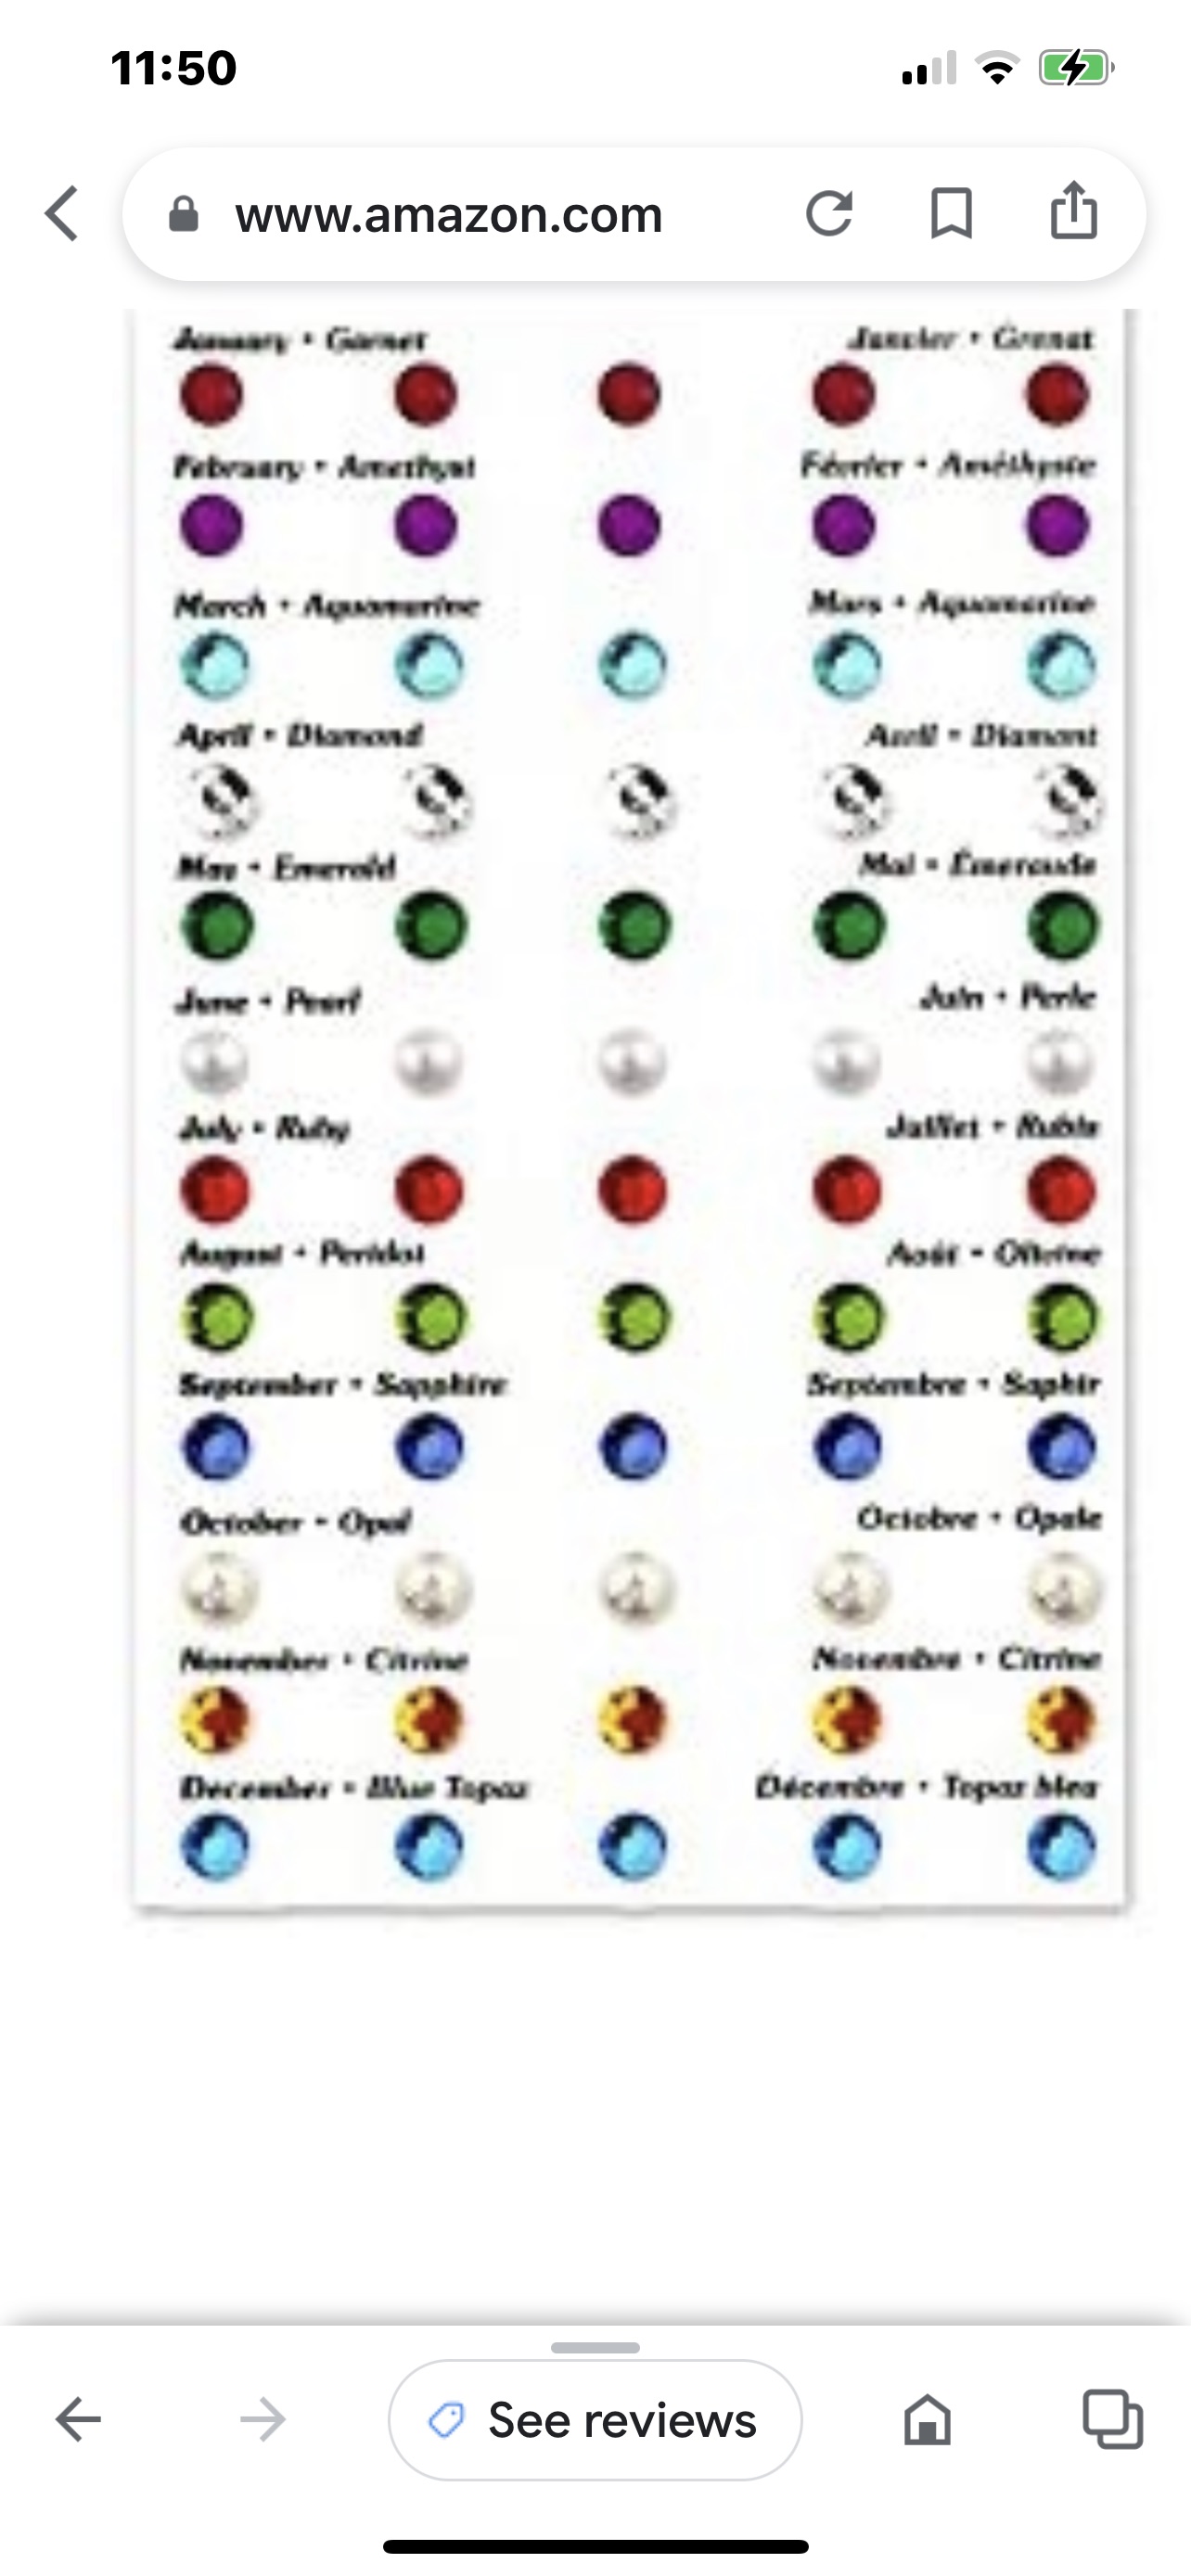 11:50
www.amazon.com
January • Garnet Janvier • Grenat
February • Amethyst Février • Améthyste
March • Aquamarine Mars • Aquamarine
April • Diamond Avril • Diamant
May • Emerald Mai • Émeraude
June • Pearl Juin • Perle
July • Ruby Juillet • Rubis
August • Peridot Août • Olivine
September • Sapphire Septembre • Saphir
October • Opal Octobre • Opale
November • Citrine Novembre • Citrine
December • Blue Topaz Décembre • Topaz bleu
See reviews